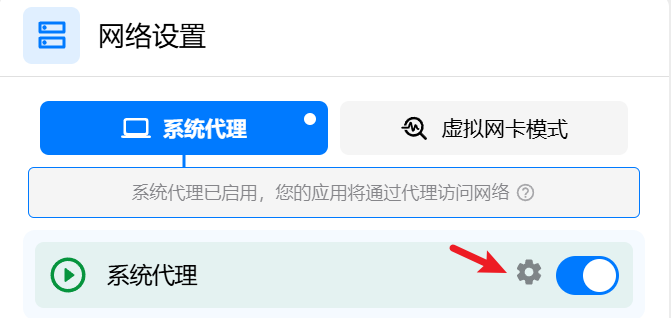 网络设置
系统代理
虚拟网卡模式
系统代理已启用，您的应用将通过代理访问网络
系统代理